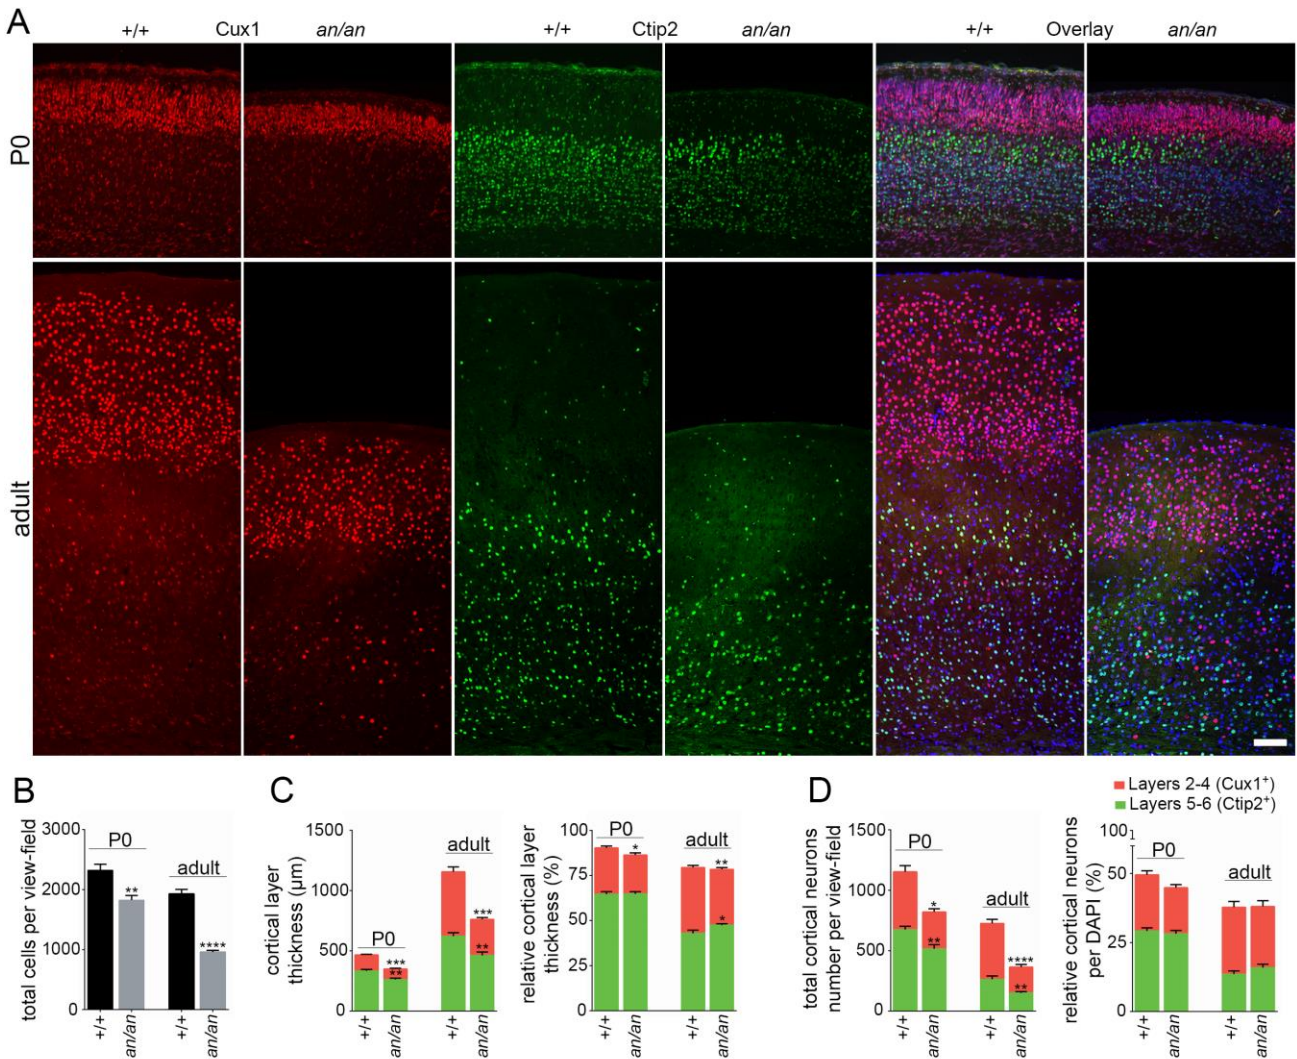 A
+/+ Cux1 an/an +/+ Ctip2 an/an +/+ Overlay an/an
P0
adult
B
total cells per view-field
3000
2000
1000
0
P0
adult
**
****
+/+ an/an +/+ an/an
C
cortical layer
thickness (µm)
1500
1000
500
0
P0
adult
***
**
***
**
+/+ an/an +/+ an/an
relative cortical layer
thickness (%)
100
75
50
25
0
P0
adult
*
**
*
+/+ an/an +/+ an/an
D
Layers 2-4 (Cux1+)
Layers 5-6 (Ctip2+)
total cortical neurons
number per view-field
1500
1000
500
0
P0
adult
*
**
****
**
+/+ an/an +/+ an/an
relative cortical neurons
per DAPI (%)
100
50
25
0
P0
adult
+/+ an/an +/+ an/an